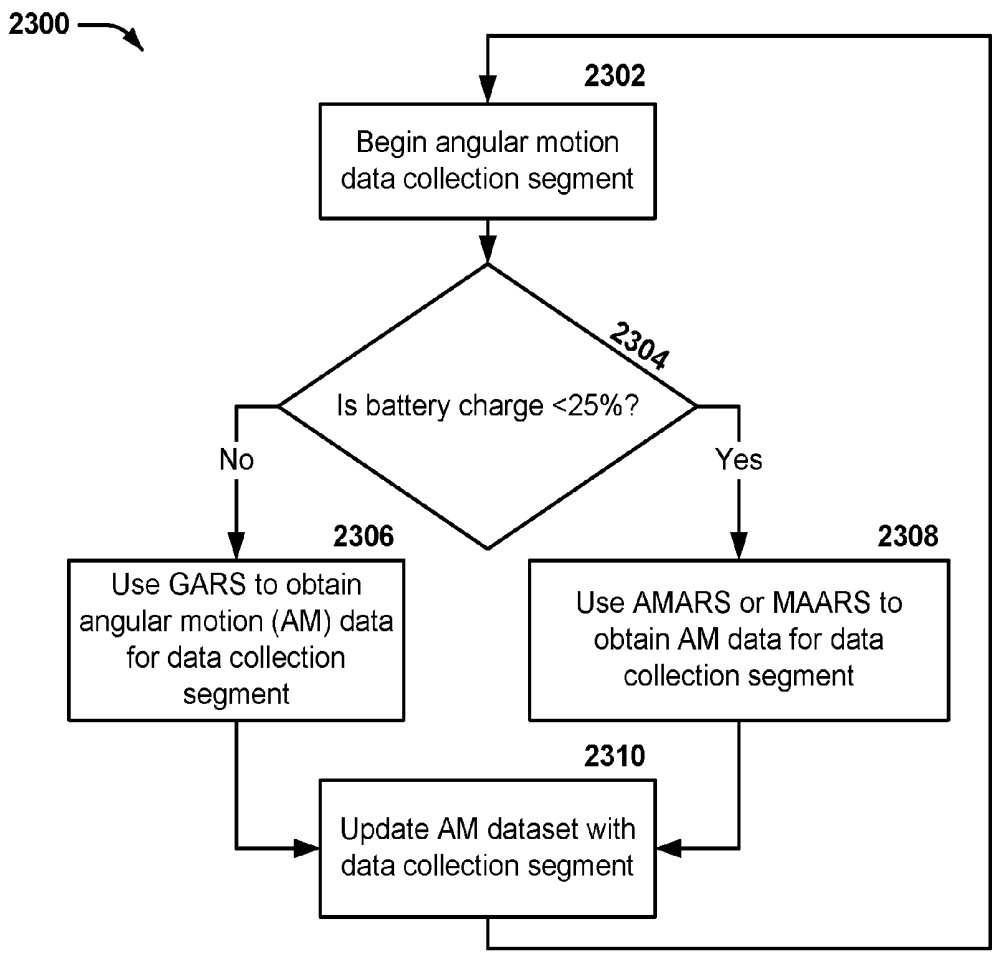 2300
2302
Begin angular motion
data collection segment
2304
Is battery charge <25%?
No
Yes
2306
Use GARS to obtain
angular motion (AM) data
for data collection
segment
2308
Use AMARS or MAARS to
obtain AM data for data
collection segment
2310
Update AM dataset with
data collection segment